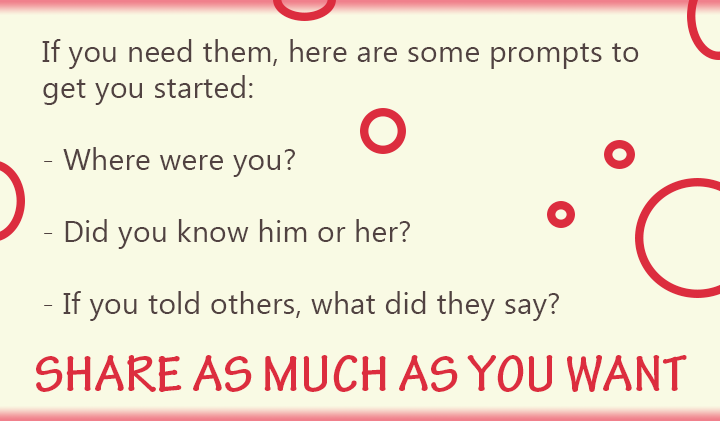 If you need them, here are some prompts to
get you started:
- Where were you?
- Did you know him or her?
- If you told others, what did they say?
SHARE AS MUCH AS YOU WANT